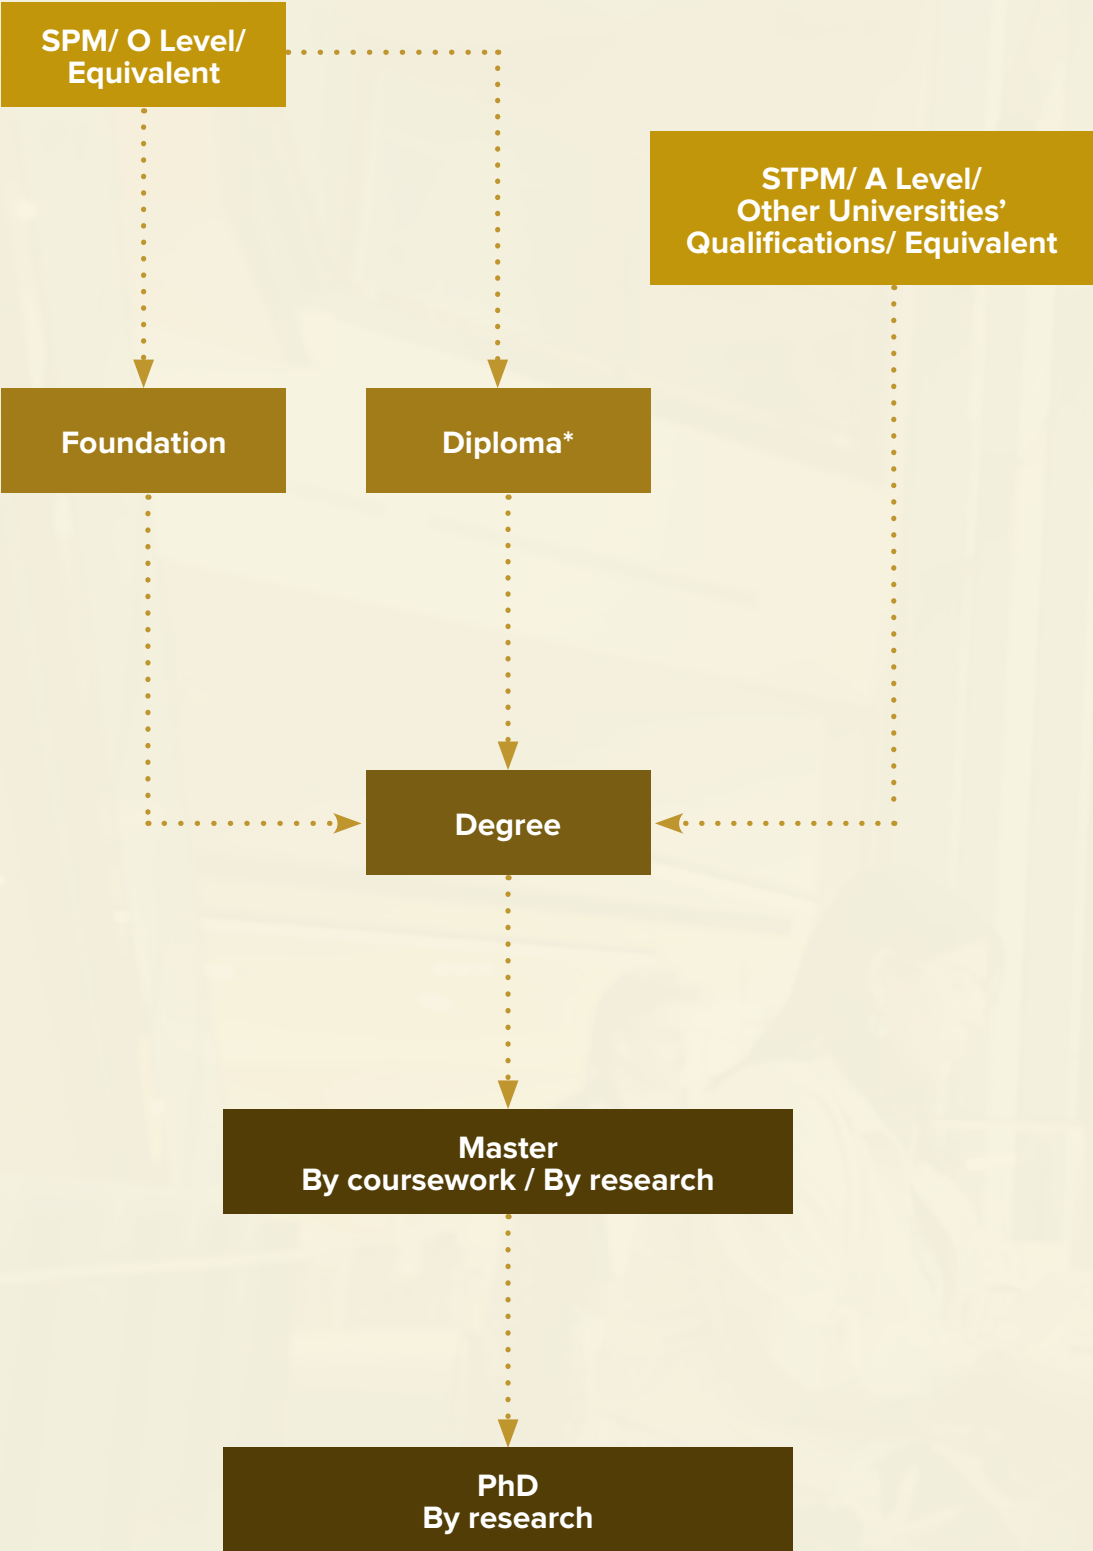 SPM/ O Level/
Equivalent
STPM/ A Level/
Other Universities’
Qualifications/ Equivalent
Foundation
Diploma*
Degree
Master
By coursework / By research
PhD
By research